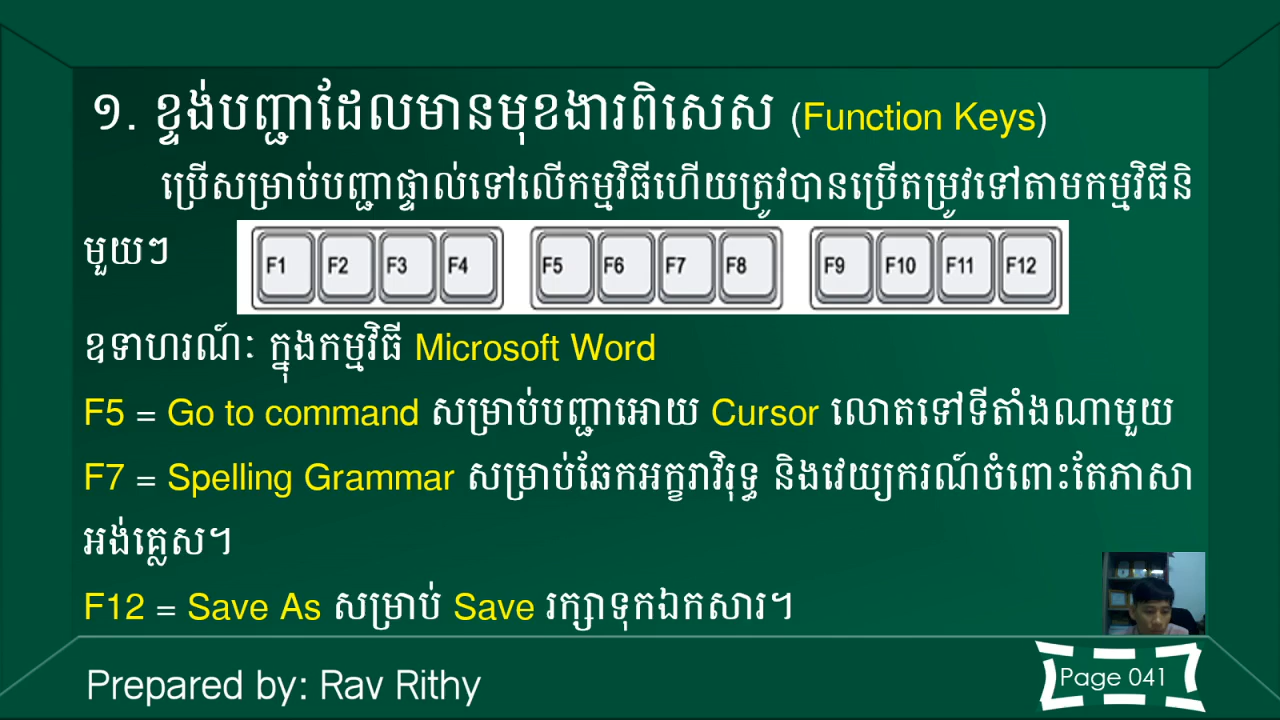 ១. ខ្ទង់បញ្ជាដែលមានមុខងារពិសេស (Function Keys)
ប្រើសម្រាប់បញ្ជាផ្ទាល់ទៅលើកម្មវិធីហើយត្រូវបានប្រើតម្រូវទៅតាមកម្មវិធីនិ
មួយៗ
F1 F2 F3 F4 F5 F6 F7 F8 F9 F10 F11 F12
ឧទាហរណ៍ៈ ក្នុងកម្មវិធី Microsoft Word
F5 = Go to command សម្រាប់បញ្ជាអោយ Cursor លោតទៅទីតាំងណាមួយ
F7 = Spelling Grammar សម្រាប់ឆែកអក្ខរាវិរុទ្ធ និងវេយ្យករណ៍ចំពោះតែភាសា
អង់គ្លេស។
F12 = Save As សម្រាប់ Save រក្សាទុកឯកសារ។
Prepared by: Rav Rithy
Page 041